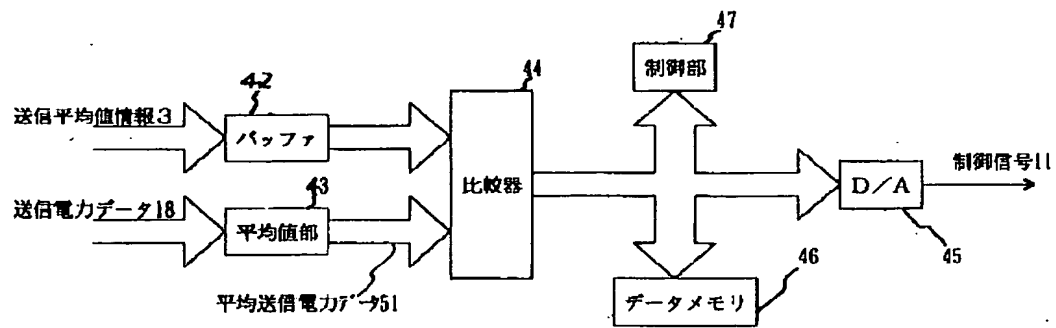 47
制御部
44
42
送信平均値情報3
バッファ
制御信号11
比較器
D/A
43
送信電力データ18
平均値部
45
46
平均送信電力データ51
データメモリ